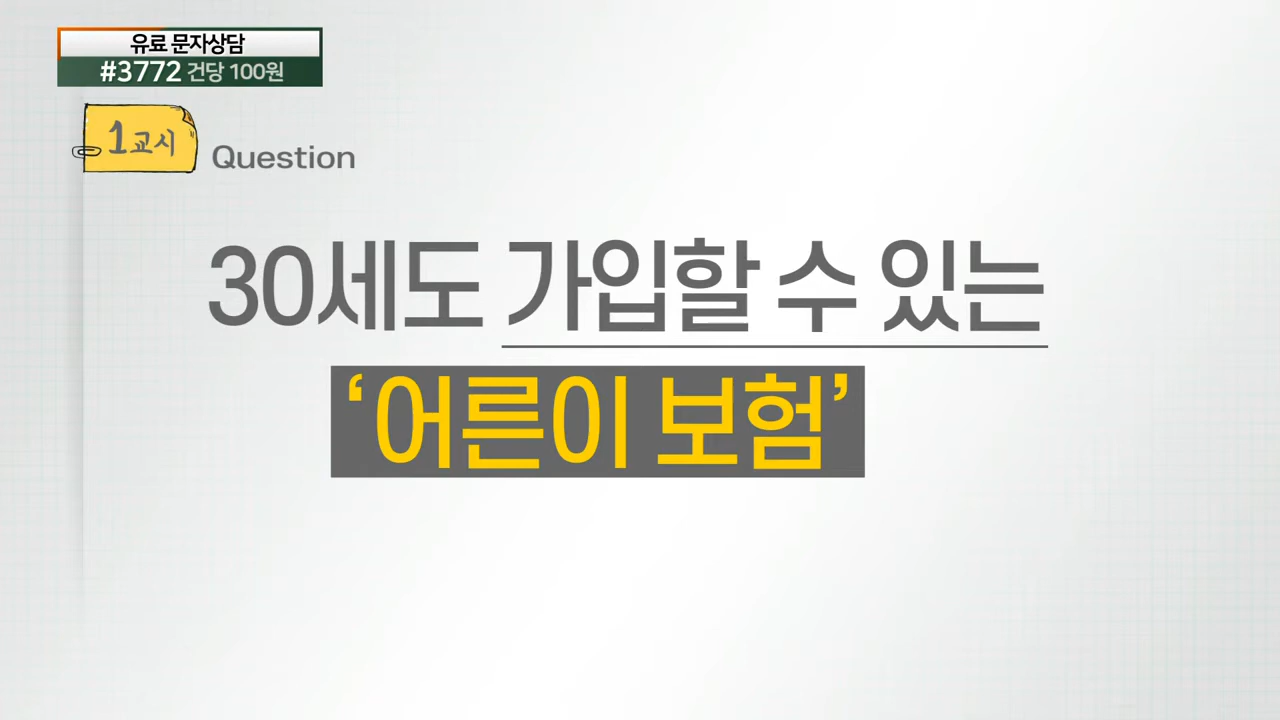 유료 문자상담
#3772 건당 100원
1교시
Question
30세도 가입할 수 있는
‘어른이 보험’